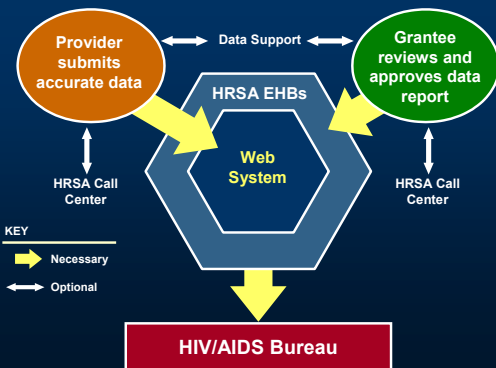 Provider
submits
accurate data
Data Support
Grantee
reviews and
approves data
report
HRSA EHBs
Web
System
HRSA Call
Center
HRSA Call
Center
KEY
Necessary
Optional
HIV/AIDS Bureau